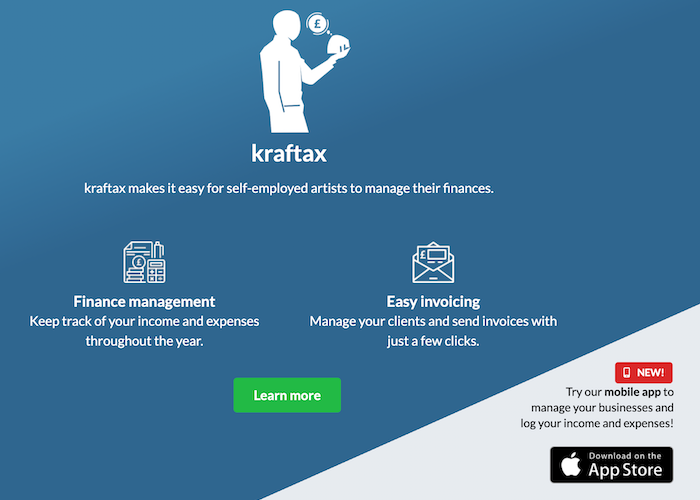 £
kraftax
kraftax makes it easy for self-employed artists to manage their finances.
£
£
Finance management
Keep track of your income and expenses
throughout the year.
Easy invoicing
Manage your clients and send invoices with
just a few clicks.
Learn more
NEW!
Try our mobile app to
manage your businesses and
log your income and expenses!
Download on the
App Store